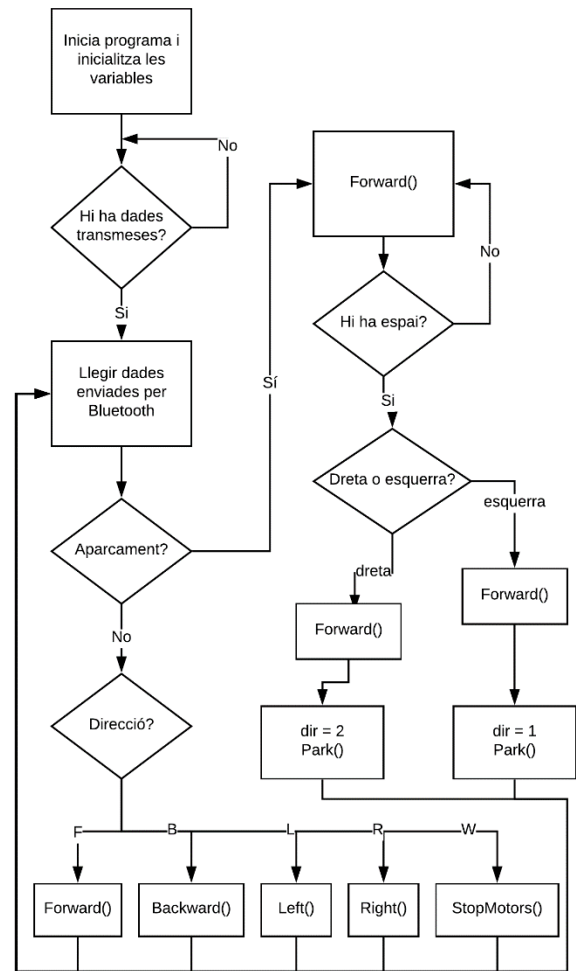 Inicia programa i
inicialitza les
variables
No
Hi ha dades
transmeses?
Si
Llegir dades
enviades per
Bluetooth
Aparcament?
Sí
No
Direcció?
Forward()
No
Hi ha espai?
Si
Dreta o esquerra?
esquerra
dreta
Forward()
Forward()
dir = 2
Park()
dir = 1
Park()
F
B
L
R
W
Forward()
Backward()
Left()
Right()
StopMotors()